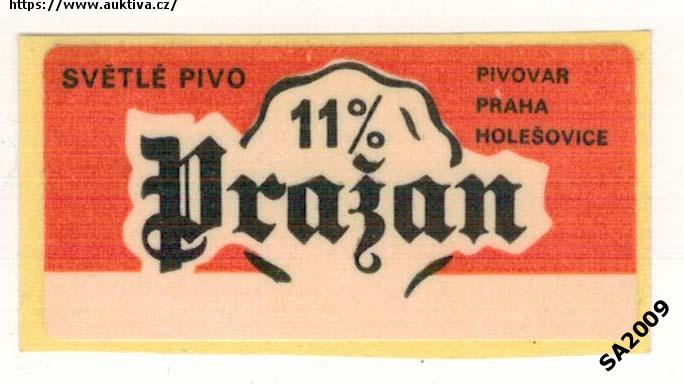 https://www.auktiva.cz/
SVĚTLÉ PIVO
11%
PIVOVAR
PRAHA
HOLEŠOVICE
Pražan
SA2009